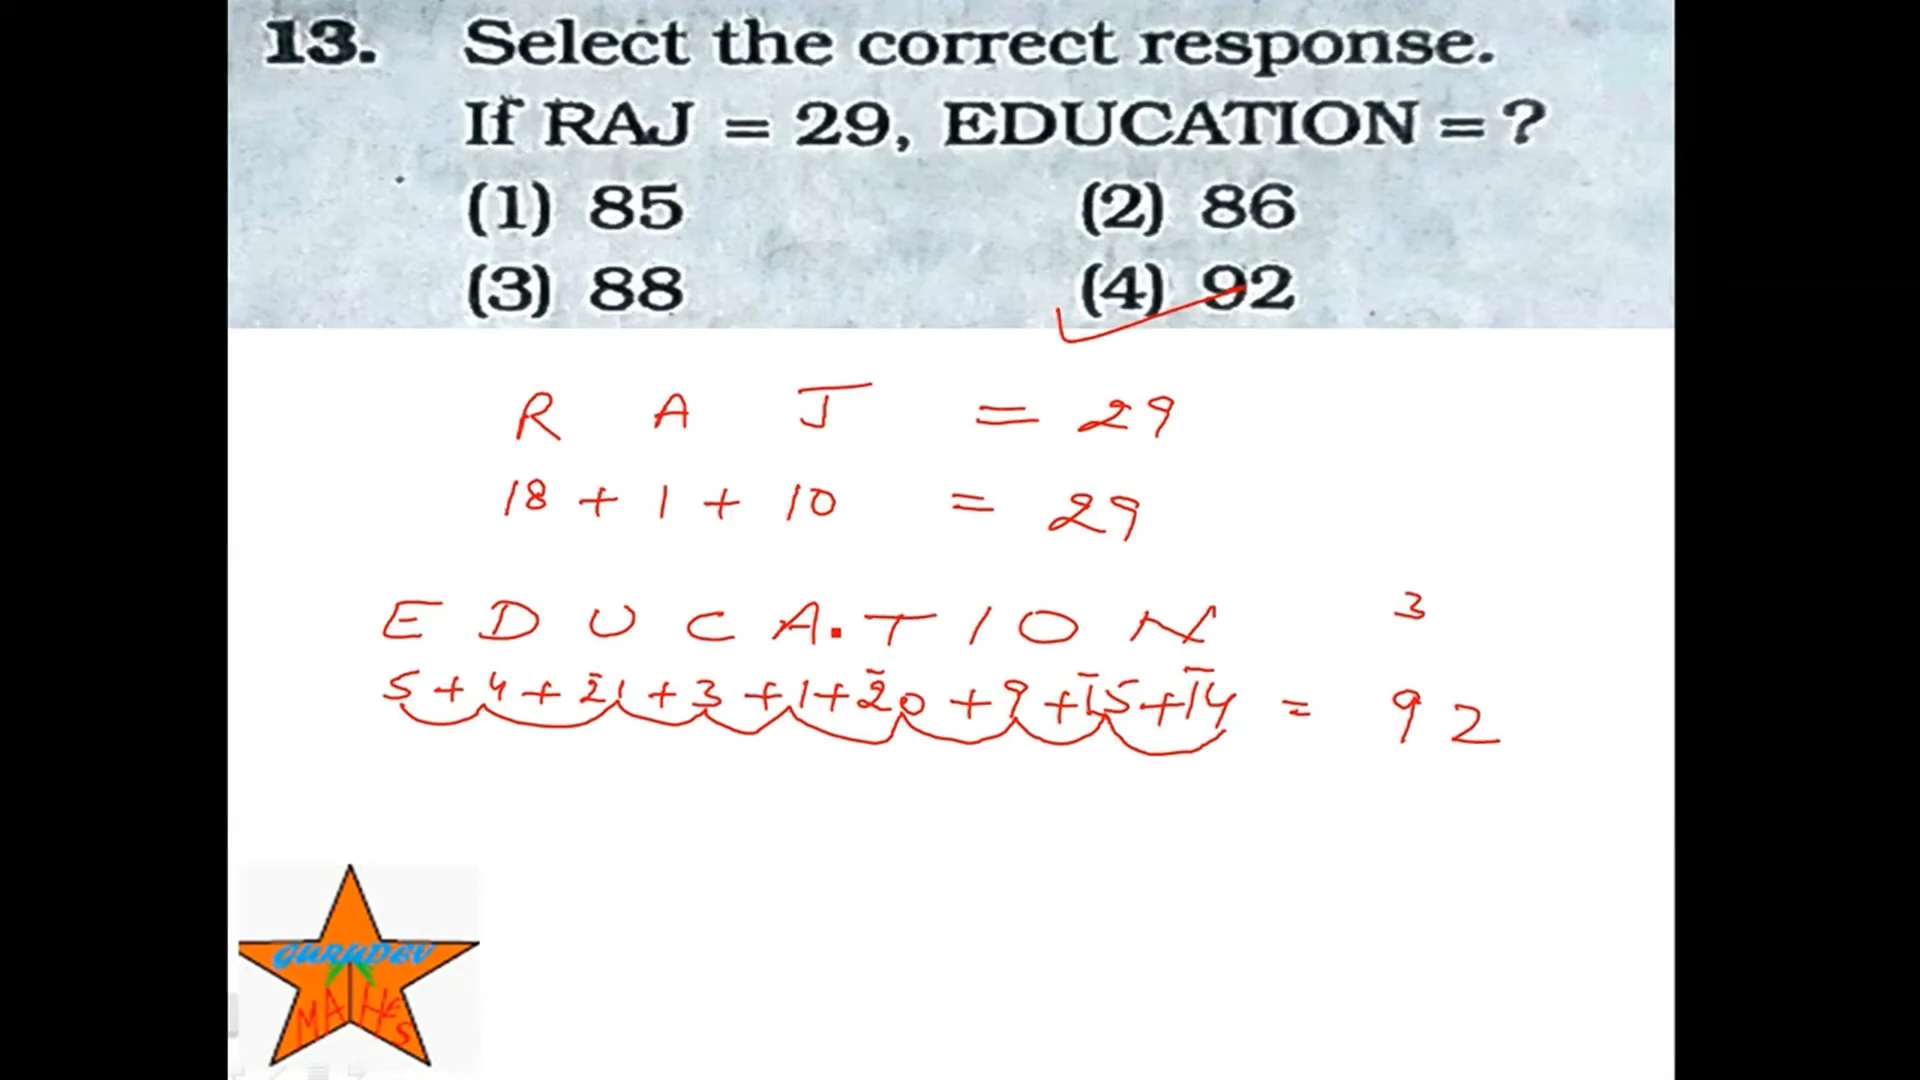 13. Select the correct response.
If RAJ = 29, EDUCATION = ?
(1) 85 (2) 86
(3) 88 (4) 92
R A J = 29
18 + 1 + 10 = 29
E D U C A T I O N 3
5 + 4 + 21 + 3 + 1 + 20 + 9 + 15 + 14 = 92
GURUDEV
MATHES